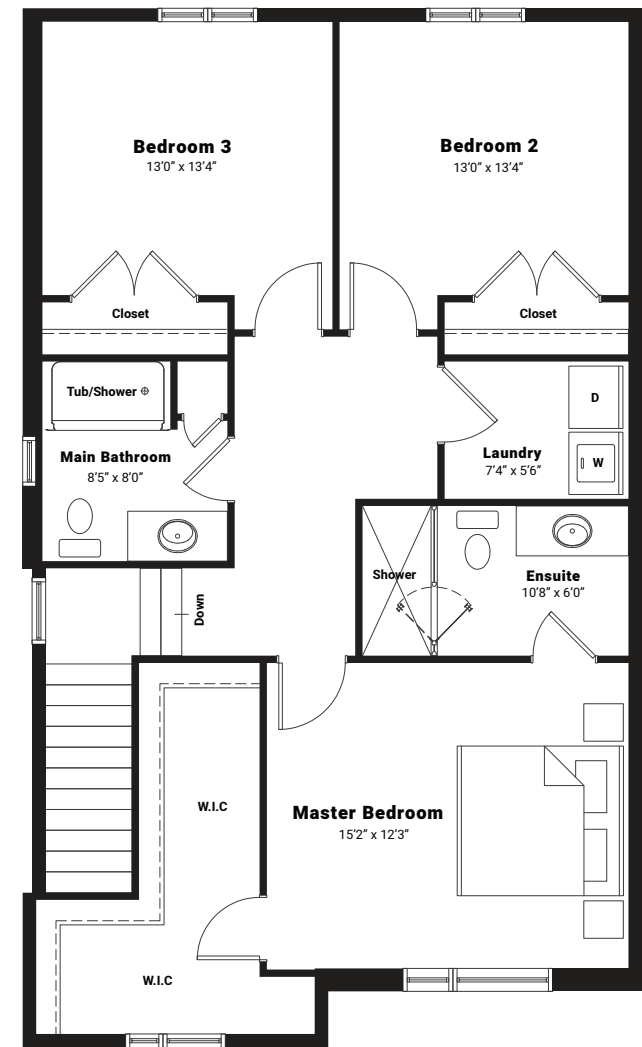 Bedroom 3
13’0” x 13’4”
Bedroom 2
13’0” x 13’4”
Closet
Closet
Tub/Shower
D
Main Bathroom
8’5” x 8’0”
Laundry
7’4” x 5’6”
W
Shower
Ensuite
10’8” x 6’0”
Down
W.I.C
Master Bedroom
15’2” x 12’3”
W.I.C